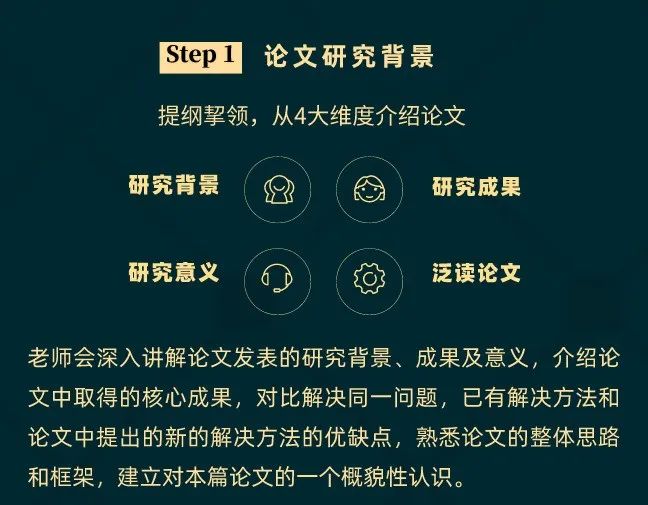 Step 1 论文研究背景
提纲挈领，从4大维度介绍论文
研究背景 研究成果
研究意义 泛读论文
老师会深入讲解论文发表的研究背景、成果及意义，介绍论
文中取得的核心成果，对比解决同一问题，已有解决方法和
论文中提出的新的解决方法的优缺点，熟悉论文的整体思路
和框架，建立对本篇论文的一个概貌性认识。